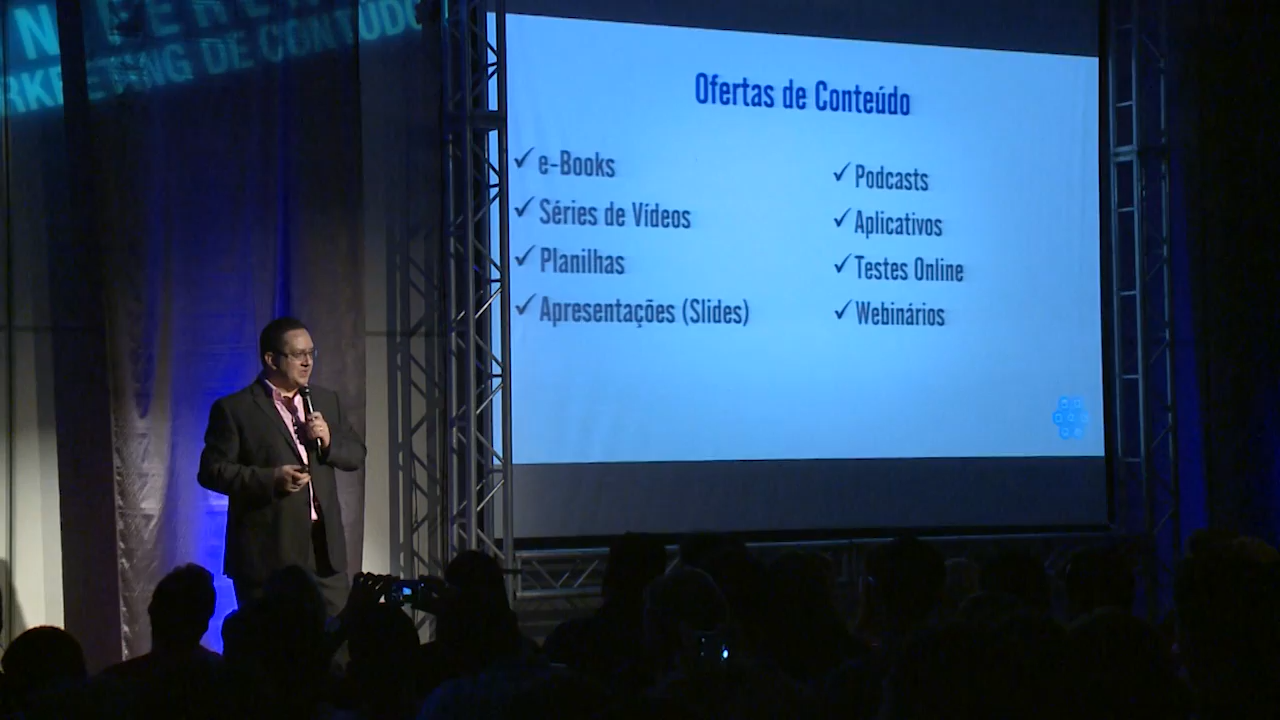 MARKETING DE CONTEÚDO
Ofertas de Conteúdo
✓ e-Books
✓ Séries de Vídeos
✓ Planilhas
✓ Apresentações (Slides)
✓ Podcasts
✓ Aplicativos
✓ Testes Online
✓ Webinários